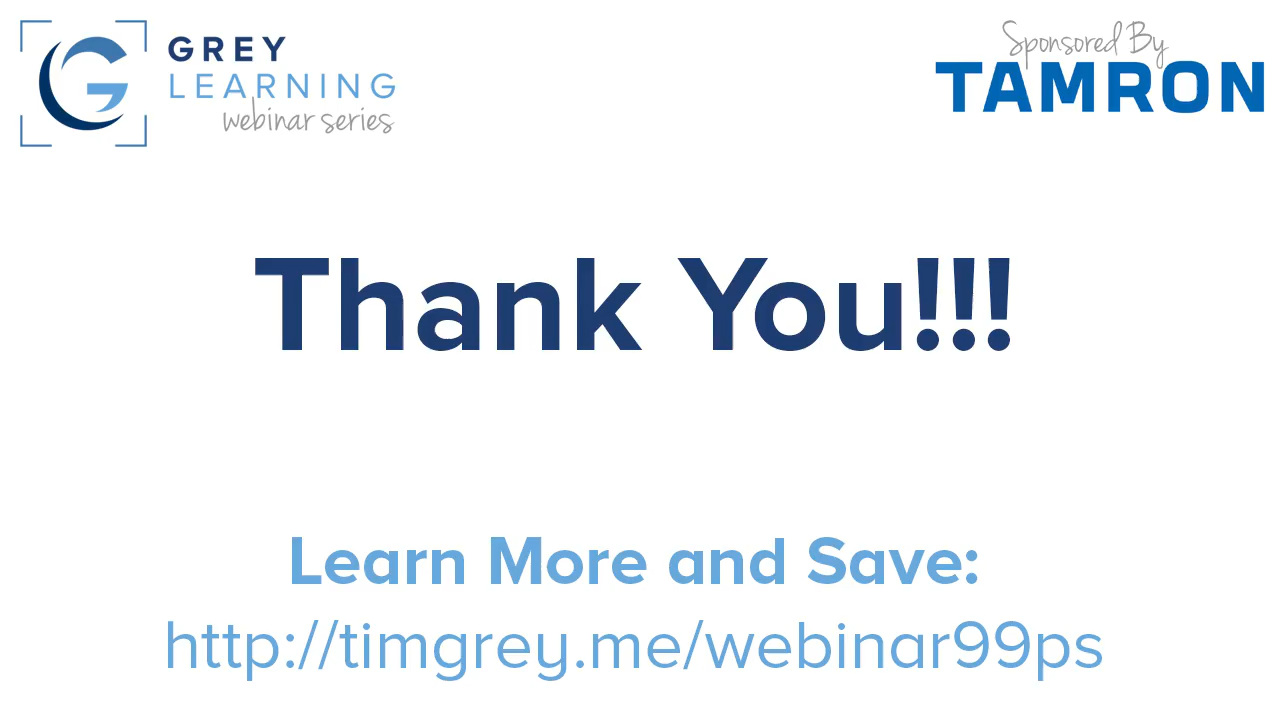 GREY
LEARNING
webinar series
Sponsored By
TAMRON
Thank You!!!
Learn More and Save:
http://timgrey.me/webinar99ps